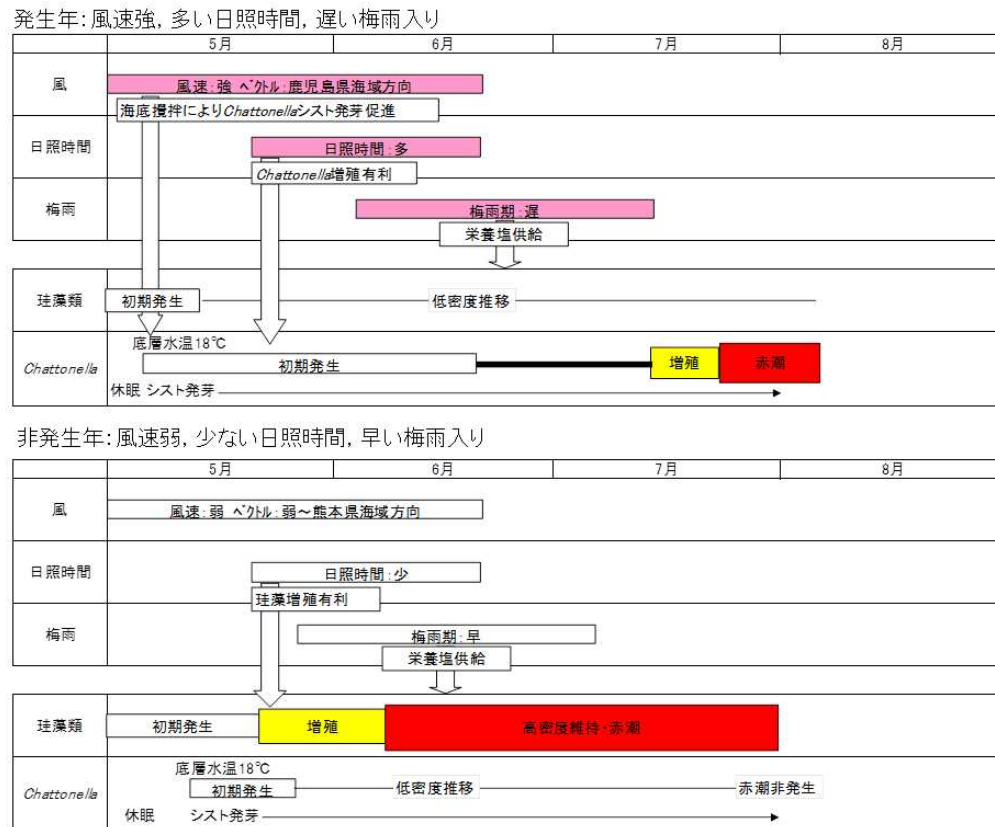 発生年：風速強，多い日照時間，遅い梅雨入り
5月 6月 7月 8月
風
風速：強 ベクトル：鹿児島県海域方向
海底攪拌によりChattonellaシスト発芽促進
日照時間
日照時間：多
Chattonella増殖有利
梅雨
梅雨期：遅
栄養塩供給
珪藻類
初期発生 低密度推移
底層水温18℃
Chattonella
初期発生 増殖 赤潮
休眠 シスト発芽
非発生年：風速弱，少ない日照時間，早い梅雨入り
5月 6月 7月 8月
風
風速：弱 ベクトル：弱～熊本県海域方向
日照時間
日照時間：少
珪藻増殖有利
梅雨
梅雨期：早
栄養塩供給
珪藻類
初期発生 増殖 高密度維持・赤潮
底層水温18℃
Chattonella
初期発生 低密度推移 赤潮非発生
休眠 シスト発芽